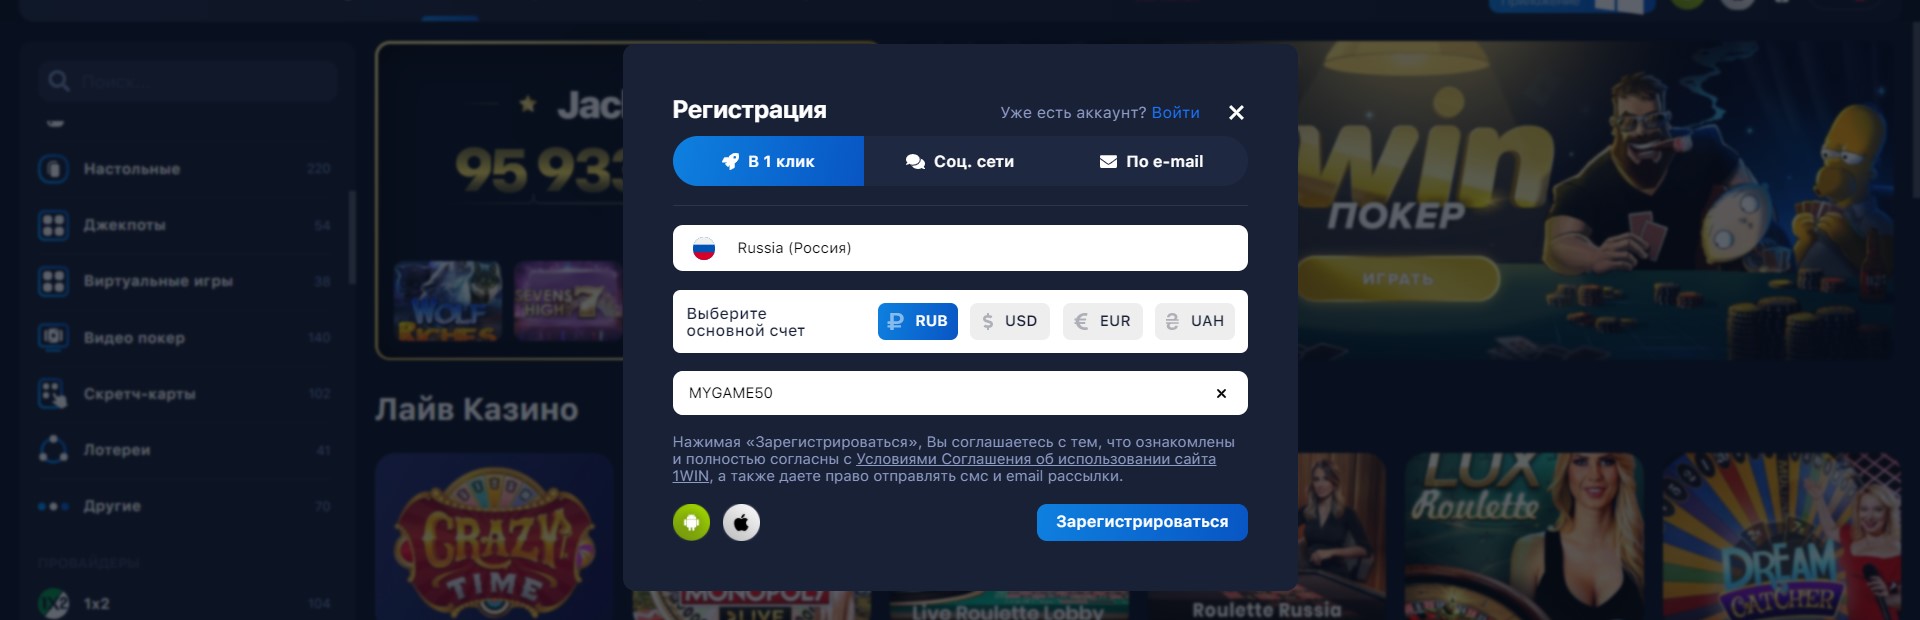 Приложение
Поиск...
Jac
95 933
Настольные 220
Джекпоты 54
Виртуальные игры 38
Видео покер 140
Скретч-карты 102
Лотереи 41
Другие 70
ПРОВАЙДЕРЫ
1x2 104
WOLF
RICHES
SEVENS
HIGH 7
Лайв Казино
Регистрация
Уже есть аккаунт? Войти
В 1 клик
Соц. сети
По e-mail
Russia (Россия)
Выберите
основной счет
₽ RUB
$ USD
€ EUR
₴ UAH
MYGAME50
Нажимая «Зарегистрироваться», Вы соглашаетесь с тем, что ознакомлены
и полностью согласны с Условиями Соглашения об использовании сайта
1WIN, а также даете право отправлять смс и email рассылки.
Зарегистрироваться
win
ПОКЕР
ИГРАТЬ
CRAZY
TIME
MONOPOLY
LIVE
Live Roulette Lobby
Roulette Russia
LUX
Roulette
DREAM
CATCHER